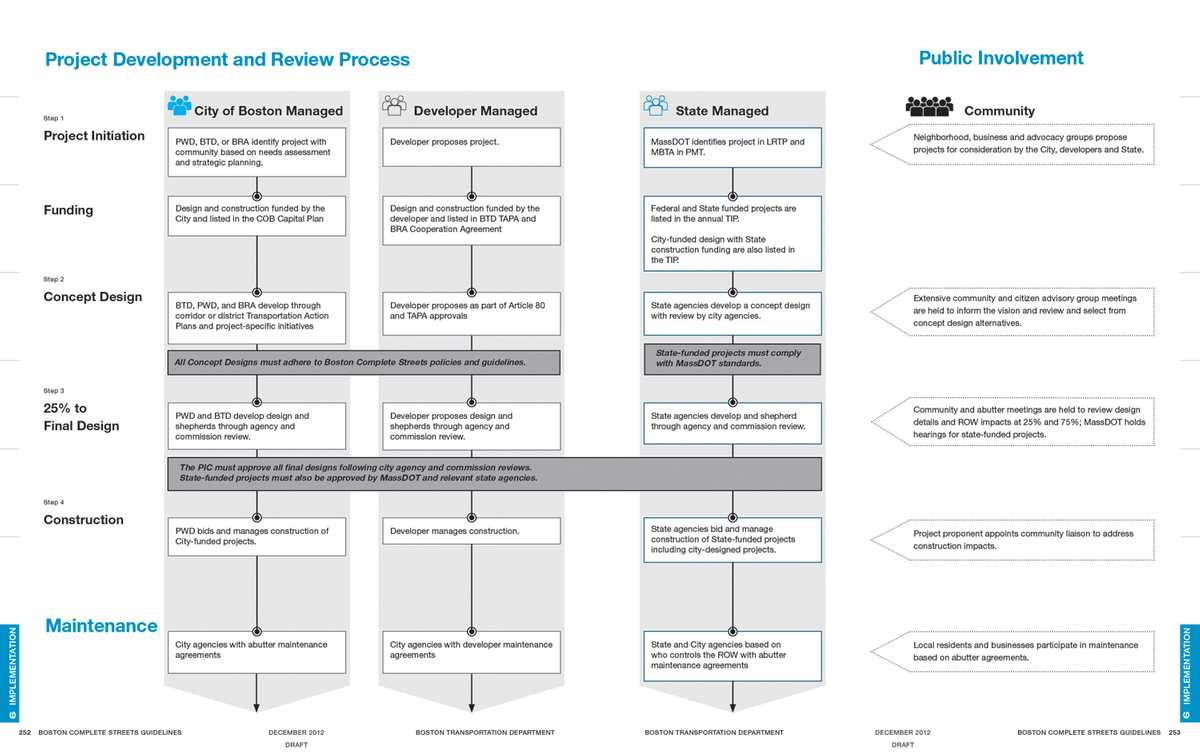 Project Development and Review Process
Public Involvement
City of Boston Managed
Developer Managed
State Managed
Community
Step 1
Project Initiation
PWD, BTD, or BRA identify project with
community based on needs assessment
and strategic planning.
Developer proposes project.
MassDOT identifies project in LRTP and
MBTA in PMT.
Neighborhood, business and advocacy groups propose
projects for consideration by the City, developers and State.
Funding
Design and construction funded by the
City and listed in the COB Capital Plan
Design and construction funded by the
developer and listed in BTD TAPA and
BRA Cooperation Agreement
Federal and State funded projects are
listed in the annual TIP.
City-funded design with State
construction funding are also listed in
the TIP.
Step 2
Concept Design
BTD, PWD, and BRA develop through
corridor or district Transportation Action
Plans and project-specific initiatives
Developer proposes as part of Article 80
and TAPA approvals
State agencies develop a concept design
with review by city agencies.
Extensive community and citizen advisory group meetings
are held to inform the vision and review and select from
concept design alternatives.
All Concept Designs must adhere to Boston Complete Streets policies and guidelines.
State-funded projects must comply
with MassDOT standards.
Step 3
25% to
Final Design
PWD and BTD develop design and
shepherds through agency and
commission review.
Developer proposes design and
shepherds through agency and
commission review.
State agencies develop and shepherd
through agency and commission review.
Community and abutter meetings are held to review design
details and ROW impacts at 25% and 75%; MassDOT holds
hearings for state-funded projects.
The PIC must approve all final designs following city agency and commission reviews.
State-funded projects must also be approved by MassDOT and relevant state agencies.
Step 4
Construction
PWD bids and manages construction of
City-funded projects.
Developer manages construction.
State agencies bid and manage
construction of State-funded projects
including city-designed projects.
Project proponent appoints community liaison to address
construction impacts.
Maintenance
City agencies with abutter maintenance
agreements
City agencies with developer maintenance
agreements
State and City agencies based on
who controls the ROW with abutter
maintenance agreements
Local residents and businesses participate in maintenance
based on abutter agreements.
6 IMPLEMENTATION
6 IMPLEMENTATION
252 BOSTON COMPLETE STREETS GUIDELINES
DECEMBER 2012
DRAFT
BOSTON TRANSPORTATION DEPARTMENT
BOSTON TRANSPORTATION DEPARTMENT
DECEMBER 2012
DRAFT
BOSTON COMPLETE STREETS GUIDELINES 253